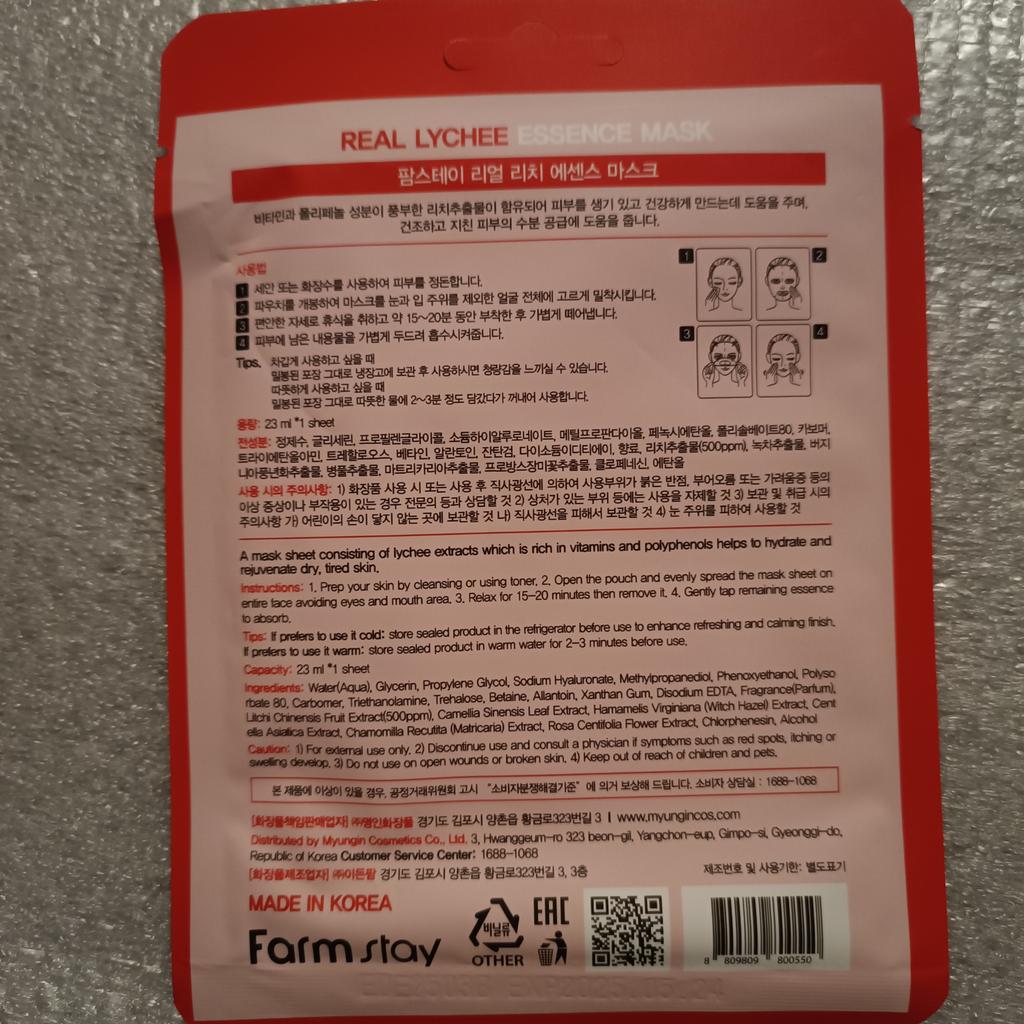 REAL LYCHEE ESSENCE MASK
팜스테이 리얼 리치 에센스 마스크
비타민과 폴리페놀 성분이 풍부한 리치추출물이 함유되어 피부를 생기 있고 건강하게 만드는데 도움을 주며,
건조하고 지친 피부의 수분 공급에 도움을 줍니다.
사용법
1 세안 또는 화장수를 사용하여 피부를 정돈합니다.
2 파우치를 개봉하여 마스크를 눈과 입 주위를 제외한 얼굴 전체에 고르게 밀착시킵니다.
3 편안한 자세로 휴식을 취하고 약 15~20분 동안 부착한 후 가볍게 떼어냅니다.
4 피부에 남은 내용물을 가볍게 두드려 흡수시켜줍니다.
1 2
3 4
Tips. 차갑게 사용하고 싶을 때
밀봉된 포장 그대로 냉장고에 보관 후 사용하시면 청량감을 느끼실 수 있습니다.
따뜻하게 사용하고 싶을 때
밀봉된 포장 그대로 따뜻한 물에 2~3분 정도 담갔다가 꺼내어 사용합니다.
용량: 23 ml *1 sheet
전성분: 정제수, 글리세린, 프로필렌글라이콜, 소듐하이알루로네이트, 메틸프로판다이올, 페녹시에탄올, 폴리솔베이트80, 카보머,
트라이에탄올아민, 트레할로오스, 베타인, 알란토인, 잔탄검, 다이소듐이디티에이, 향료, 리치추출물(500ppm), 녹차추출물, 버지
니아풍년화추출물, 병풀추출물, 마트리카리아추출물, 프로방스장미꽃추출물, 클로페네신, 에탄올
사용 시의 주의사항: 1) 화장품 사용 시 또는 사용 후 직사광선에 의하여 사용부위가 붉은 반점, 부어오름 또는 가려움증 등의
이상 증상이나 부작용이 있는 경우 전문의 등과 상담할 것 2) 상처가 있는 부위 등에는 사용을 자제할 것 3) 보관 및 취급 시의
주의사항 가) 어린이의 손이 닿지 않는 곳에 보관할 것 나) 직사광선을 피해서 보관할 것 4) 눈 주위를 피하여 사용할 것
A mask sheet consisting of lychee extracts which is rich in vitamins and polyphenols helps to hydrate and
rejuvenate dry, tired skin.
Instructions: 1. Prep your skin by cleansing or using toner. 2. Open the pouch and evenly spread the mask sheet on
entire face avoiding eyes and mouth area. 3. Relax for 15-20 minutes then remove it. 4. Gently tap remaining essence
to absorb.
Tips: If prefers to use it cold: store sealed product in the refrigerator before use to enhance refreshing and calming finish.
If prefers to use it warm: store sealed product in warm water for 2-3 minutes before use.
Capacity: 23 ml *1 sheet
Ingredients: Water(Aqua), Glycerin, Propylene Glycol, Sodium Hyaluronate, Methylpropanediol, Phenoxyethanol, Polyso
rbate 80, Carbomer, Triethanolamine, Trehalose, Betaine, Allantoin, Xanthan Gum, Disodium EDTA, Fragrance(Parfum),
Litchi Chinensis Fruit Extract(500ppm), Camellia Sinensis Leaf Extract, Hamamelis Virginiana (Witch Hazel) Extract, Cent
ella Asiatica Extract, Chamomilla Recutita (Matricaria) Extract, Rosa Centifolia Flower Extract, Chlorphenesin, Alcohol
Caution: 1) For external use only. 2) Discontinue use and consult a physician if symptoms such as red spots, itching or
swelling develop. 3) Do not use on open wounds or broken skin. 4) Keep out of reach of children and pets.
본 제품에 이상이 있을 경우, 공정거래위원회 고시 "소비자분쟁해결기준" 에 의거 보상해 드립니다. 소비자 상담실 : 1688-1068
[화장품책임판매업자] ㈜명인화장품 경기도 김포시 양촌읍 황금로323번길 3 | www.myungincos.com
Distributed by Myungin Cosmetics Co., Ltd. 3, Hwanggeum-ro 323 beon-gil, Yangchon-eup, Gimpo-si, Gyeonggi-do,
Republic of Korea Customer Service Center: 1688-1068
[화장품제조업자] ㈜이든팜 경기도 김포시 양촌읍 황금로323번길 3, 3층
제조번호 및 사용기한: 별도표기
MADE IN KOREA
Farm stay
비닐류
OTHER
EAC
8 809809 800550